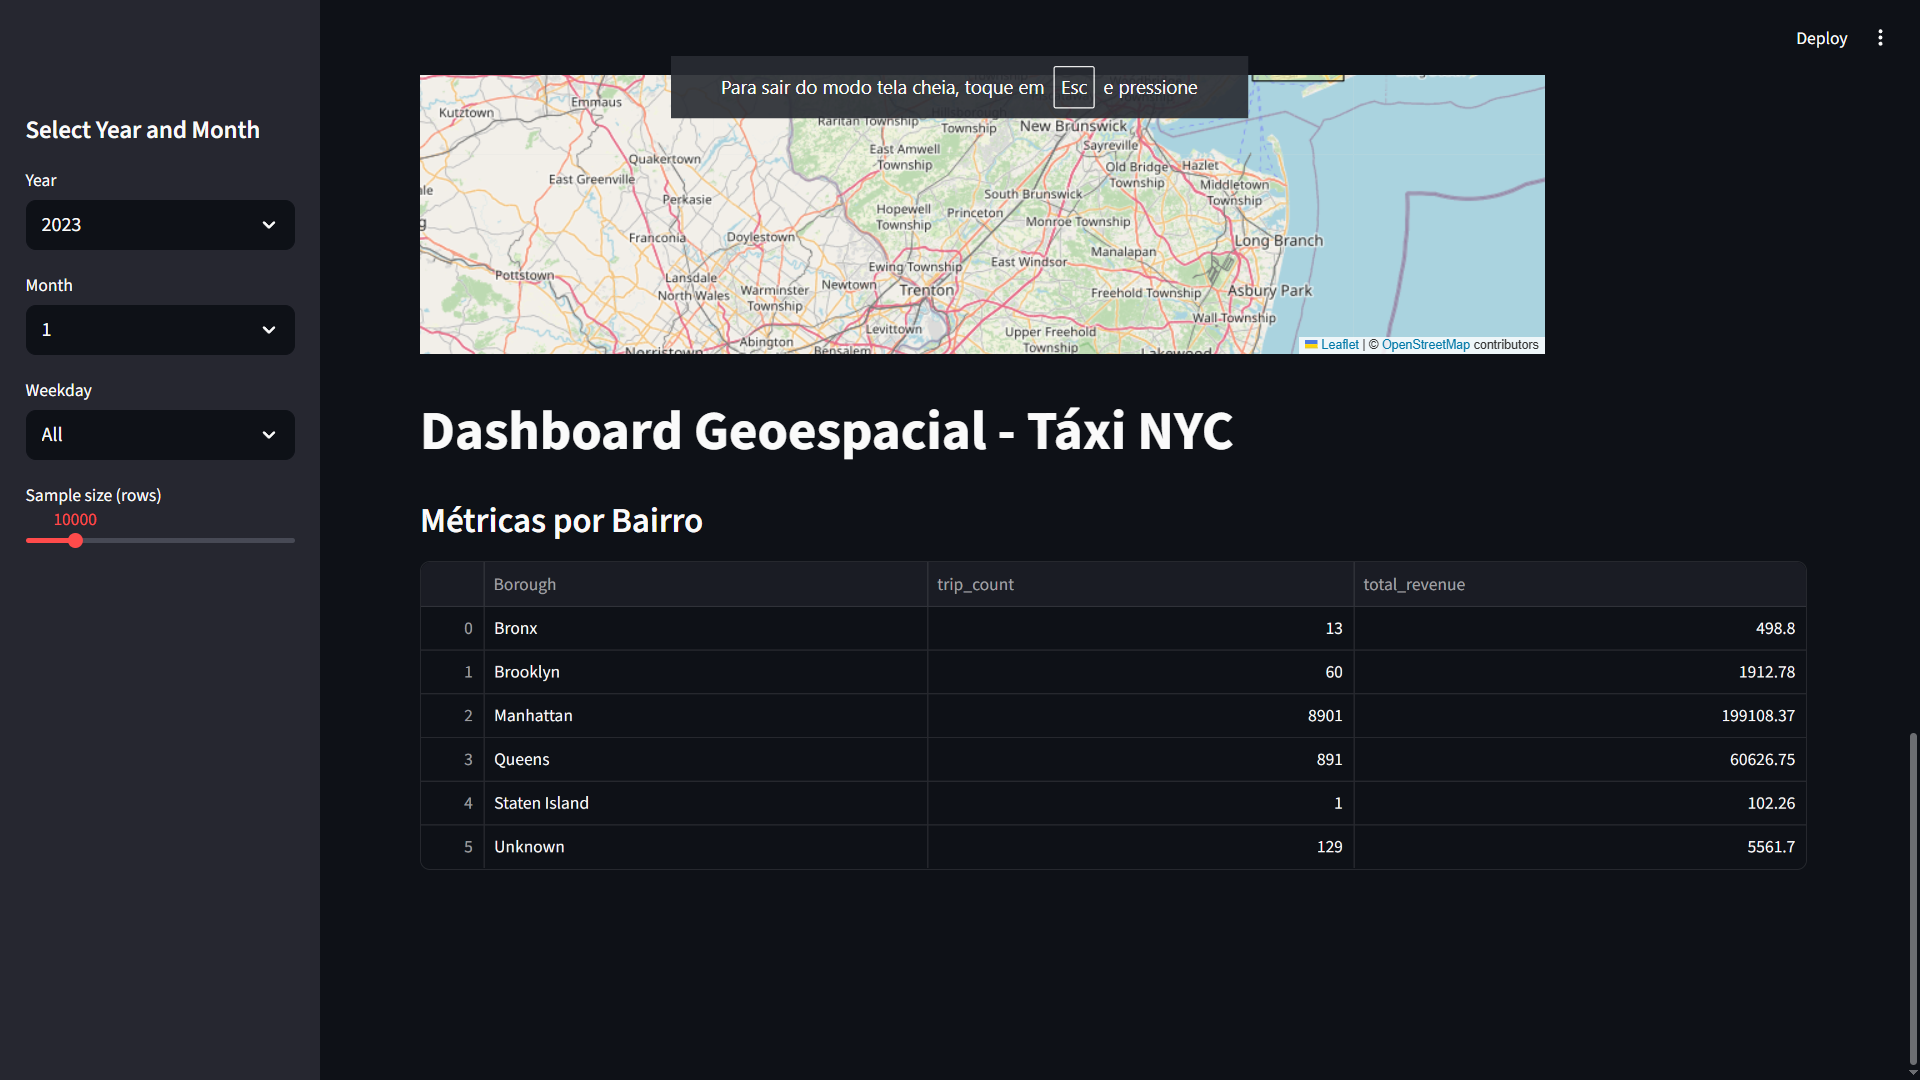 Deploy
Select Year and Month
Year
2023
Month
1
Weekday
All
Sample size (rows)
10000
Para sair do modo tela cheia, toque em Esc e pressione
Kutztown
Emmaus
Raritan Township
Township
New Brunswick
Sayreville
East Amwell
Township
Quakertown
Old Bridge
Township
Hazlet
East Greenville
Middletown
Township
South Brunswick
Perkasie
Hopewell
Township
Princeton
Monroe Township
Franconia
Doylestown
Long Branch
Manalapan
Ewing Township
East Windsor
Pottstown
Lansdale
Newtown
North Wales
Warminster
Township
Trenton
Freehold Township
Asbury Park
Levittown
Upper Freehold
Township
Wall Township
Abington
Norristown
Bensalem
Lakewood
Leaflet | © OpenStreetMap contributors
Dashboard Geoespacial - Táxi NYC
Métricas por Bairro
Borough trip_count total_revenue
0 Bronx 13 498.8
1 Brooklyn 60 1912.78
2 Manhattan 8901 199108.37
3 Queens 891 60626.75
4 Staten Island 1 102.26
5 Unknown 129 5561.7